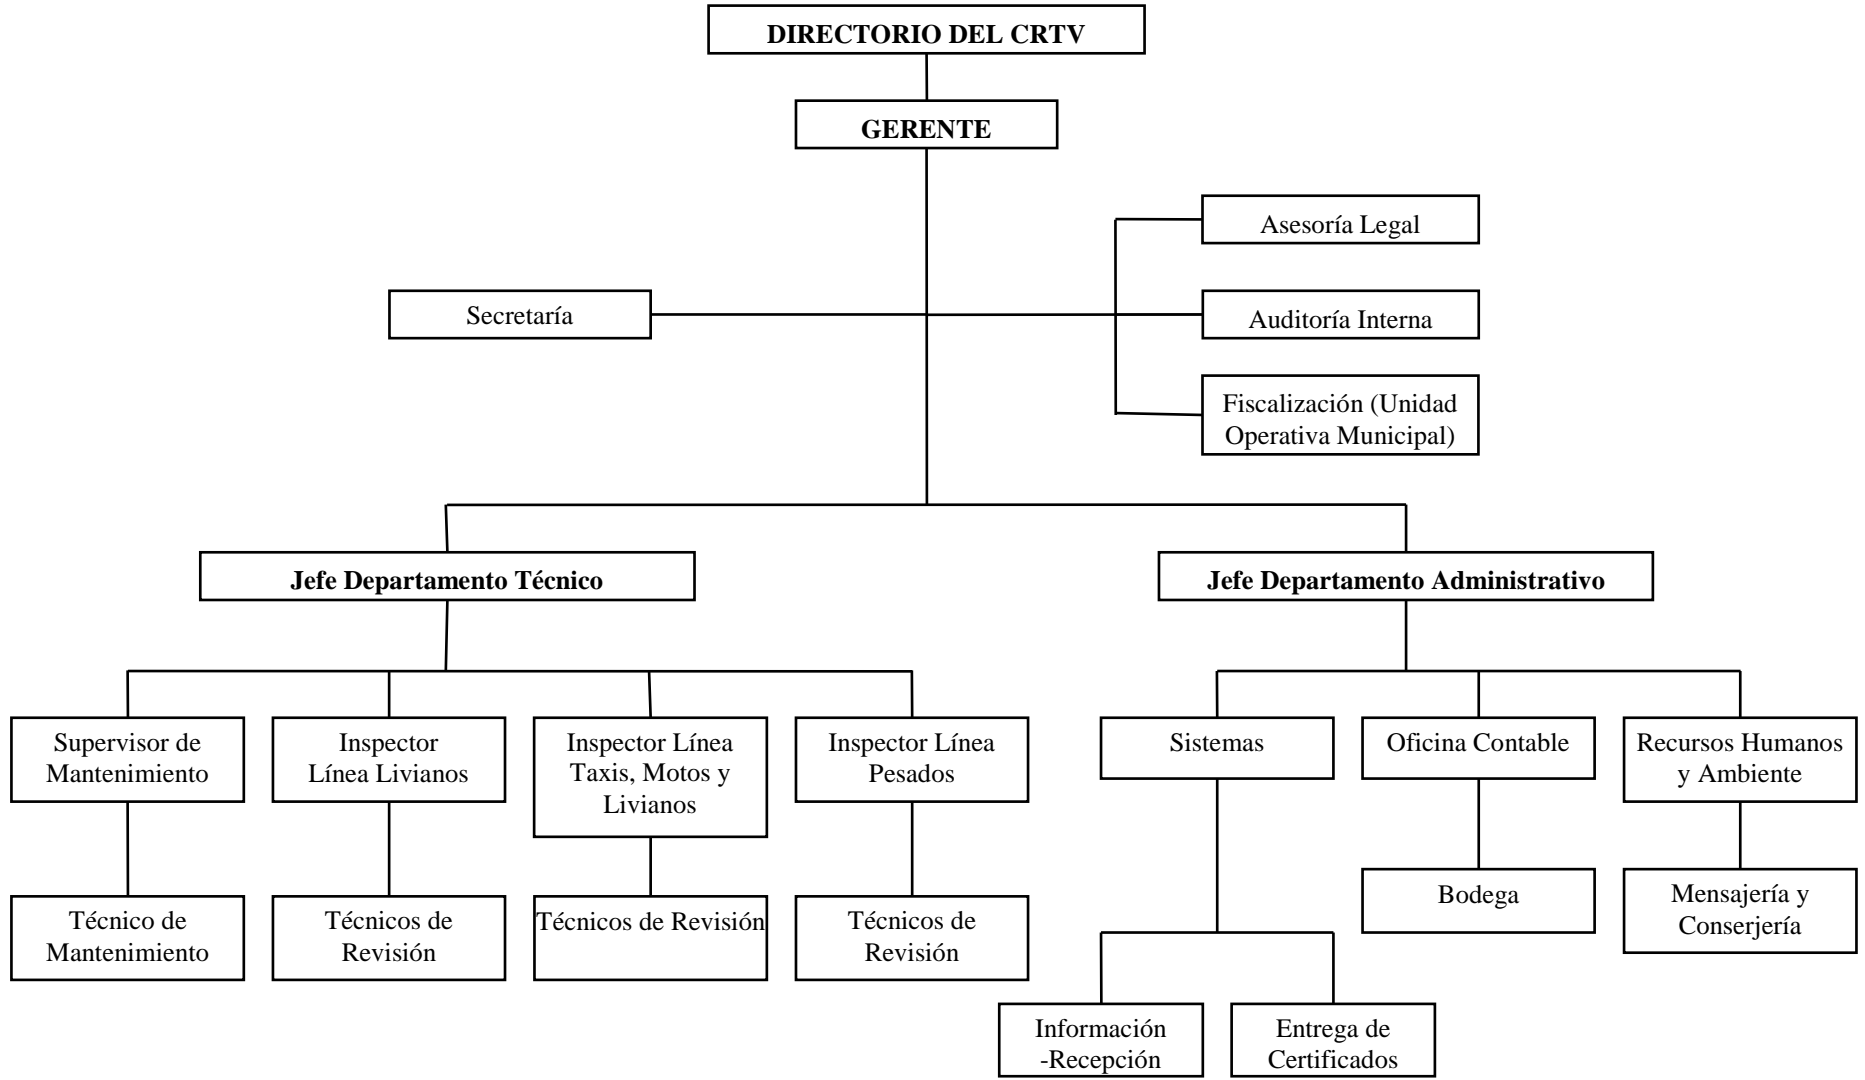 DIRECTORIO DEL CRTV
GERENTE
Asesoría Legal
Secretaría
Auditoría Interna
Fiscalización (Unidad
Operativa Municipal)
Jefe Departamento Técnico
Jefe Departamento Administrativo
Supervisor de
Mantenimiento
Inspector
Línea Livianos
Inspector Línea
Taxis, Motos y
Livianos
Inspector Línea
Pesados
Sistemas
Oficina Contable
Recursos Humanos
y Ambiente
Técnico de
Mantenimiento
Técnicos de
Revisión
Técnicos de Revisión
Técnicos de
Revisión
Bodega
Mensajería y
Conserjería
Información
-Recepción
Entrega de
Certificados